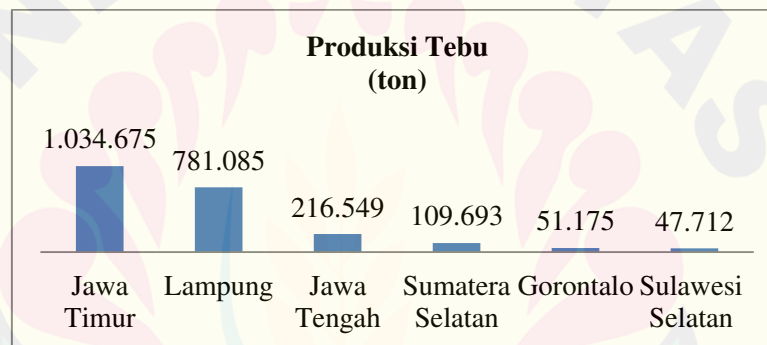 Produksi Tebu
(ton)
1.034.675
781.085
216.549
109.693
51.175
47.712
Jawa Timur
Lampung
Jawa Tengah
Sumatera Selatan
Gorontalo
Sulawesi Selatan